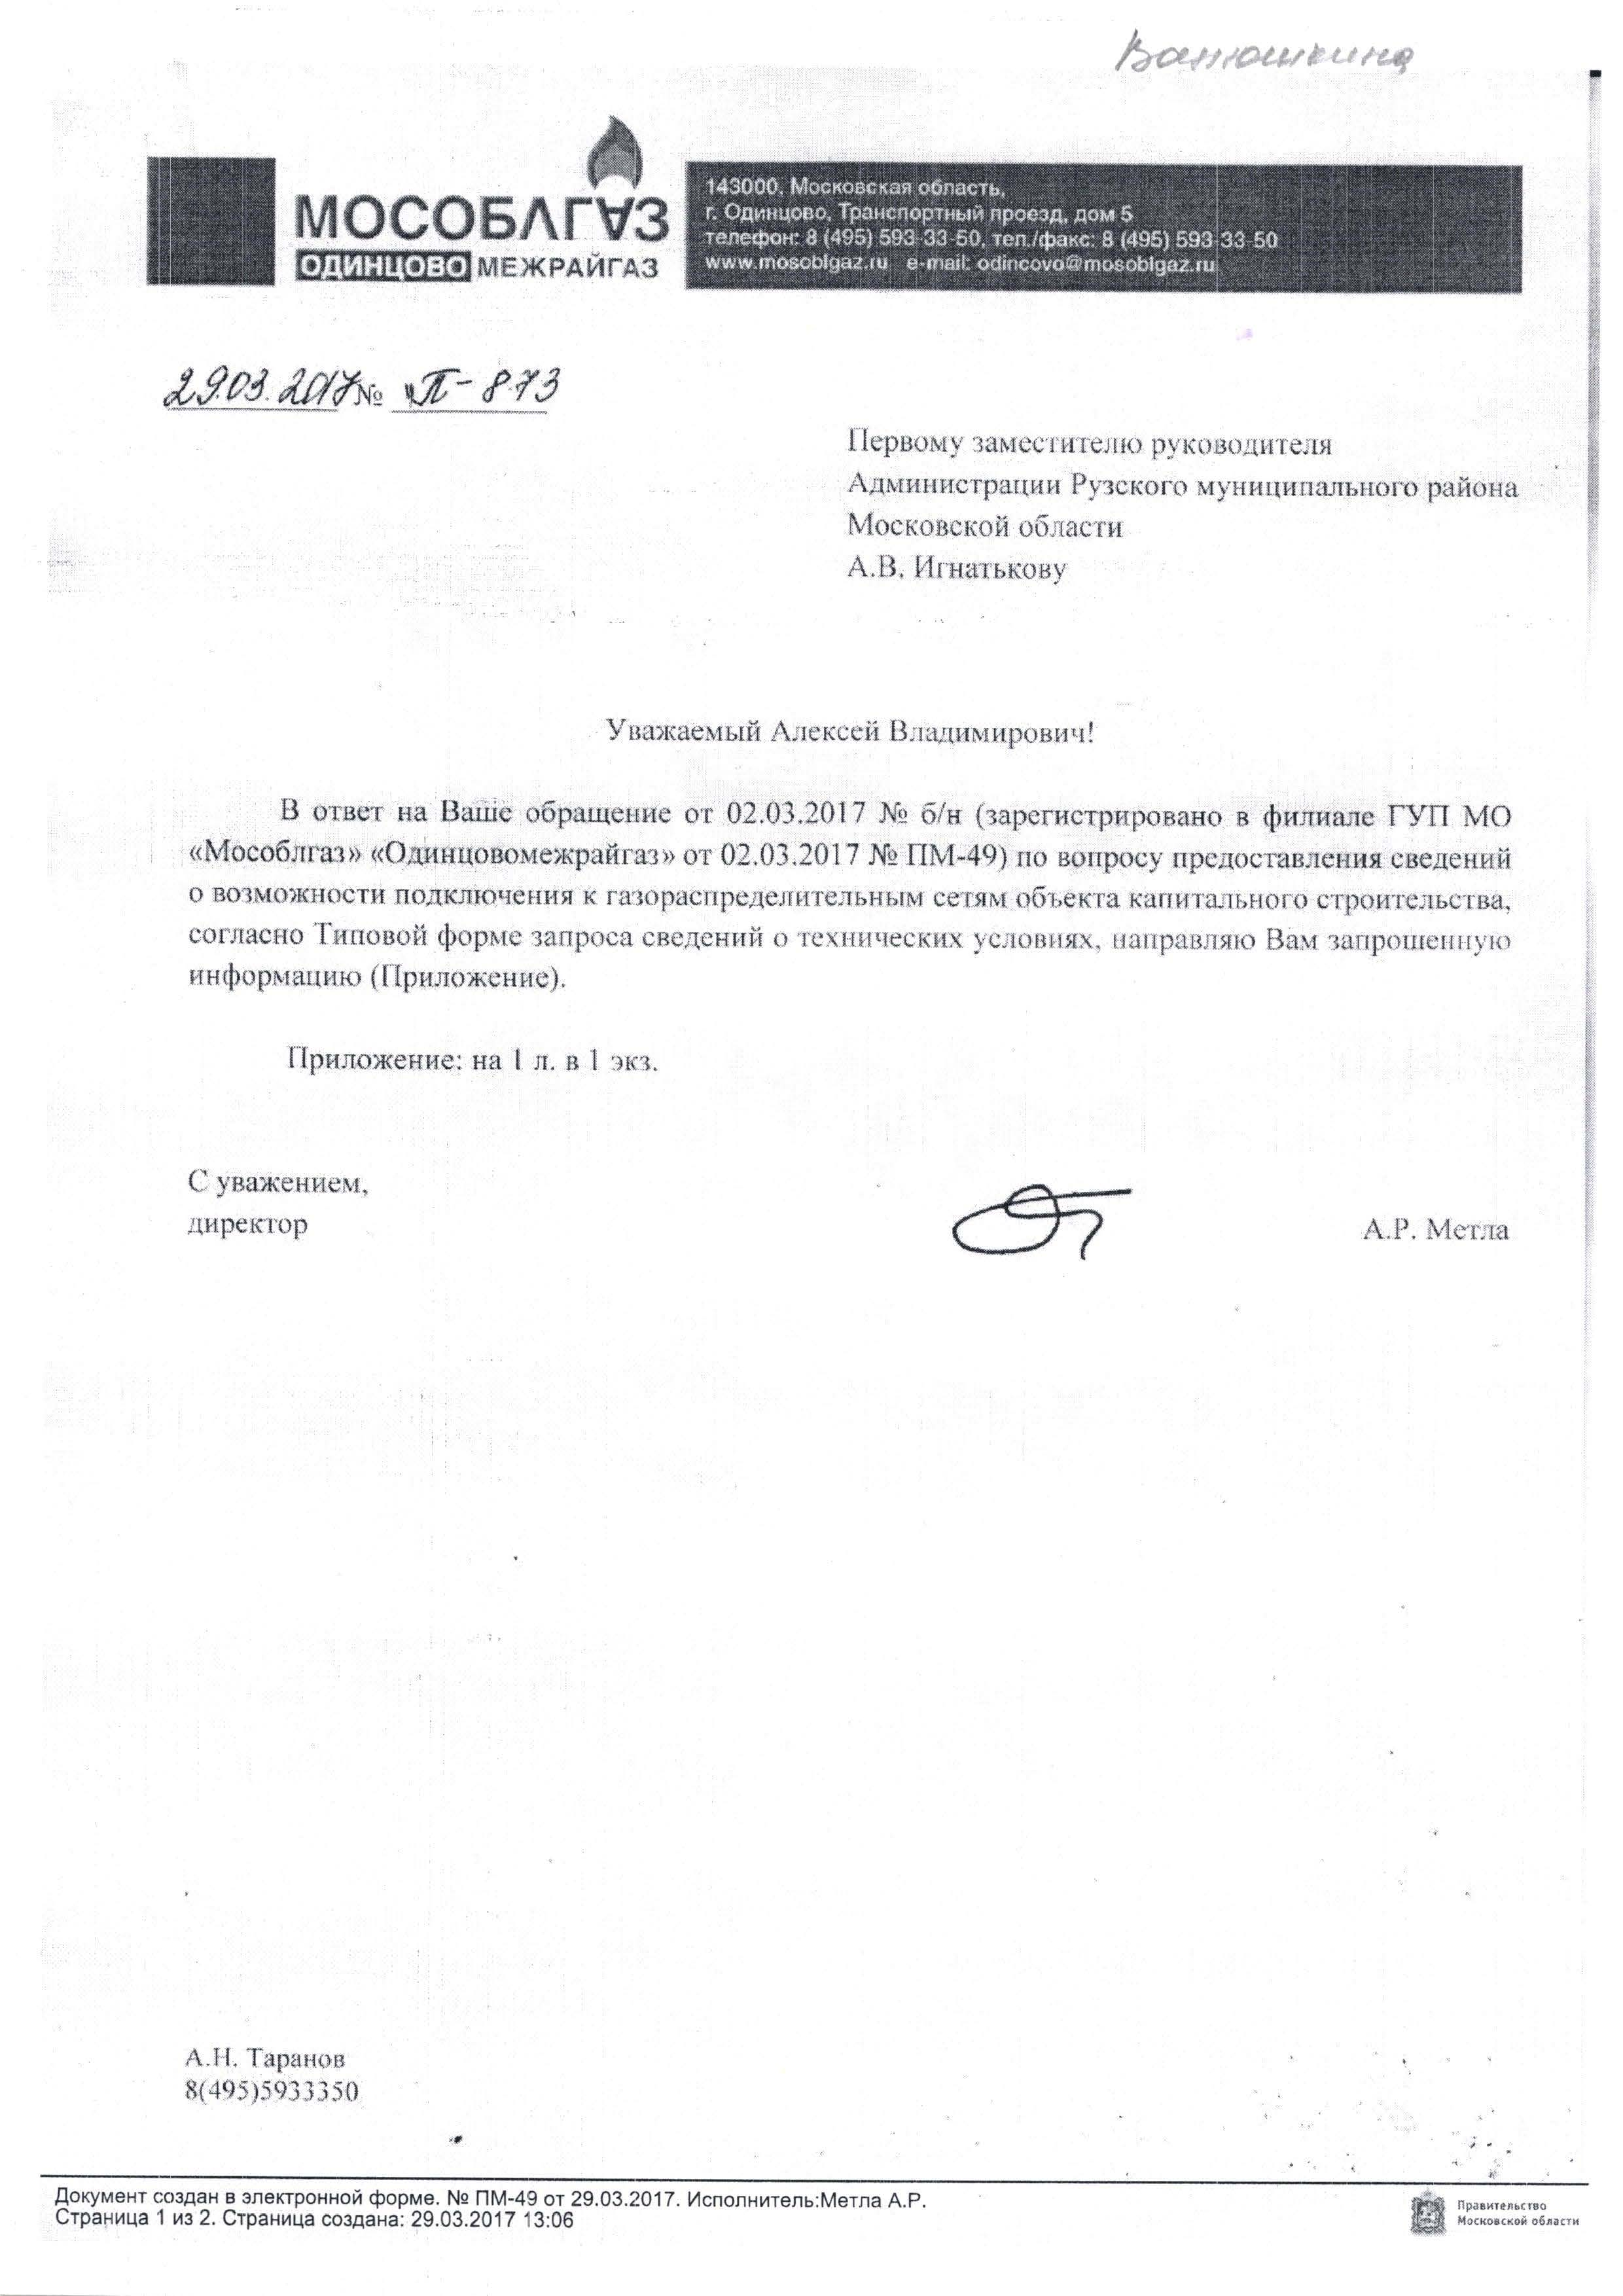 Ванюшкина
МОСОБЛГАЗ
ОДИНЦОВО МЕЖРАЙГАЗ
143000, Московская область,
г. Одинцово, Транспортный проезд, дом 5
телефон: 8 (495) 593-33-50, тел./факс: 8 (495) 593-33-50
www.mosoblgaz.ru e-mail: odincovo@mosoblgaz.ru
29.03.2017 № П-873
Первому заместителю руководителя
Администрации Рузского муниципального района
Московской области
А.В. Игнатькову
Уважаемый Алексей Владимирович!
В ответ на Ваше обращение от 02.03.2017 № б/н (зарегистрировано в филиале ГУП МО
«Мособлгаз» «Одинцовомежрайгаз» от 02.03.2017 № ПМ-49) по вопросу предоставления сведений
о возможности подключения к газораспределительным сетям объекта капитального строительства,
согласно Типовой форме запроса сведений о технических условиях, направляю Вам запрошенную
информацию (Приложение).
Приложение: на 1 л. в 1 экз.
С уважением,
директор
А.Р. Метла
А.Н. Таранов
8(495)5933350
Документ создан в электронной форме. № ПМ-49 от 29.03.2017. Исполнитель:Метла А.Р.
Страница 1 из 2. Страница создана: 29.03.2017 13:06
Правительство
Московской области